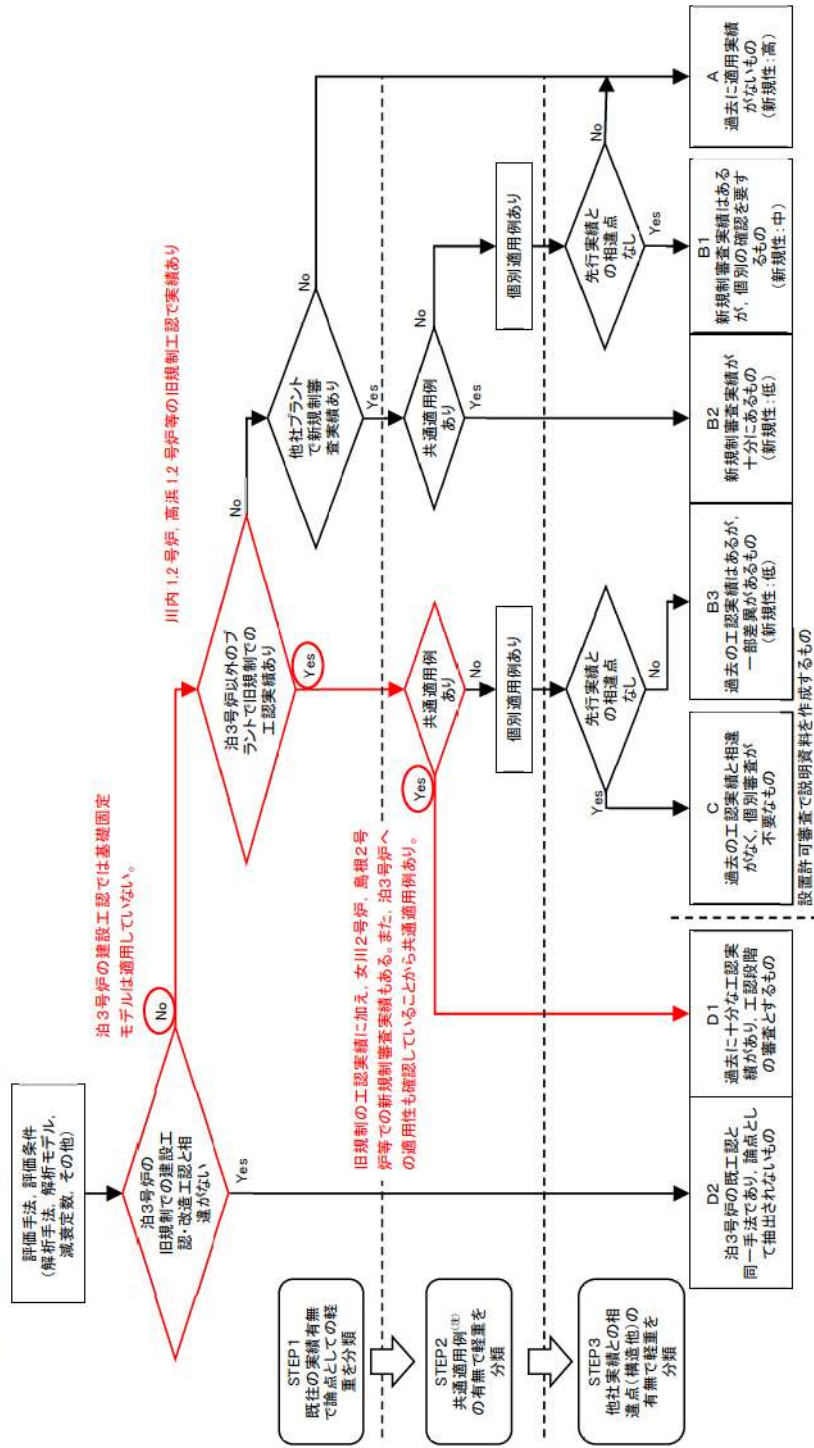 評価手法，評価条件
（解析手法，解析モデル，
減衰定数，その他）
泊3号炉の
旧規制での建設工
認・改造工認と相
違がない
No
Yes
泊3号炉の建設工認では基礎固定
モデルは適用していない。
泊3号炉以外のプ
ラントで旧規制での
工認実績あり
No
Yes
川内 1,2 号炉，高浜 1,2 号炉等の旧規制工認で実績あり
他社プラント
で新規制審
査実績あり
No
Yes
STEP1
既往の実績有無
で論点としての軽
重を分類
旧規制の工認実績に加え，女川2号炉，島根2号
炉等での新規制審査実績もある。また，泊3号炉へ
の適用性も確認していることから共通適用例あり。
STEP2
共通適用例(注)
の有無で軽重を
分類
共通適用例
あり
Yes
No
共通適用例
あり
No
Yes
個別適用例あり
個別適用例あり
STEP3
他社実績との相
違点（構造他）の
有無で軽重を
分類
先行実績と
の相違点
なし
Yes
No
先行実績と
の相違点
なし
No
Yes
D2
泊3号炉の既工認と
同一手法であり，論点とし
て抽出されないもの
D1
過去に十分な工認実
績があり，工認段階
の審査とするもの
C
過去の工認実績と相違
がなく，個別審査が
不要なもの
B3
過去の工認実績はあるが，
一部差異があるもの
（新規性：低）
B2
新規制審査実績が
十分にあるもの
（新規性：低）
B1
新規制審査実績はある
が，個別の確認を要す
るもの
（新規性：中）
A
過去に適用実績
がないもの
（新規性：高）
設置許可審査で説明資料を作成するもの